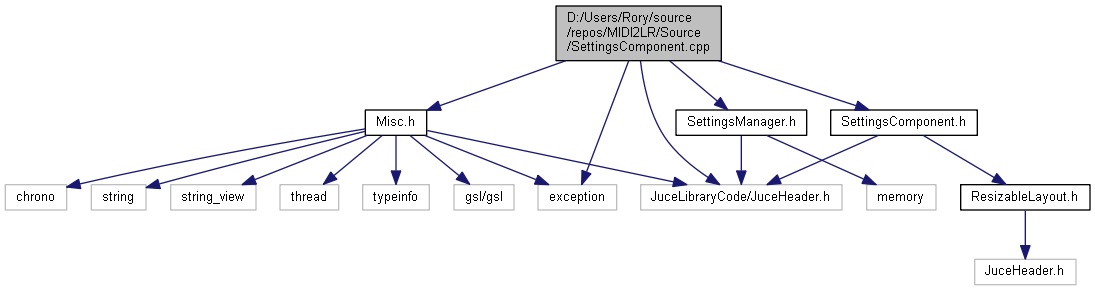 D:/Users/Rory/source
/repos/MIDI2LR/Source
/SettingsComponent.cpp
Misc.h
SettingsManager.h
SettingsComponent.h
chrono
string
string_view
thread
typeinfo
gsl/gsl
exception
JuceLibraryCode/JuceHeader.h
memory
ResizableLayout.h
JuceHeader.h